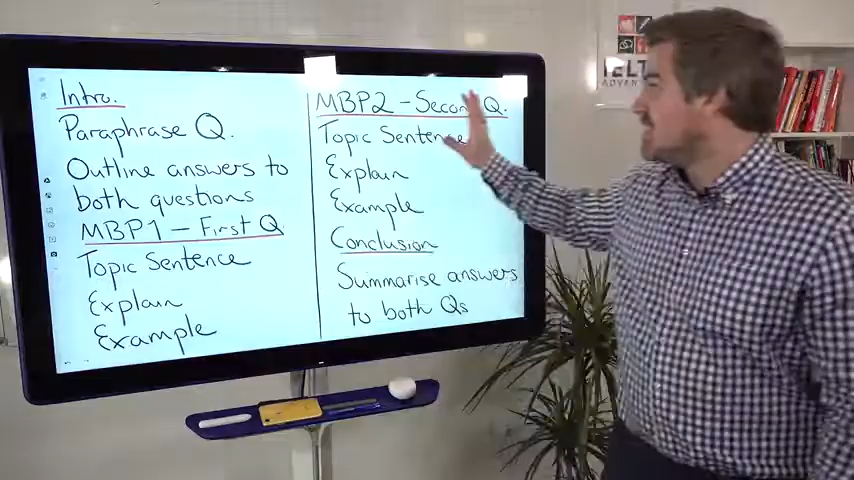 Intro.
Paraphrase Q.
Outline answers to
both questions
MBP1 - First Q.
Topic Sentence
Explain
Example
MBP2 - Second Q.
Topic Sentence
Explain
Example
Conclusion
Summarise answers
to both Qs
IELT
ADVAN